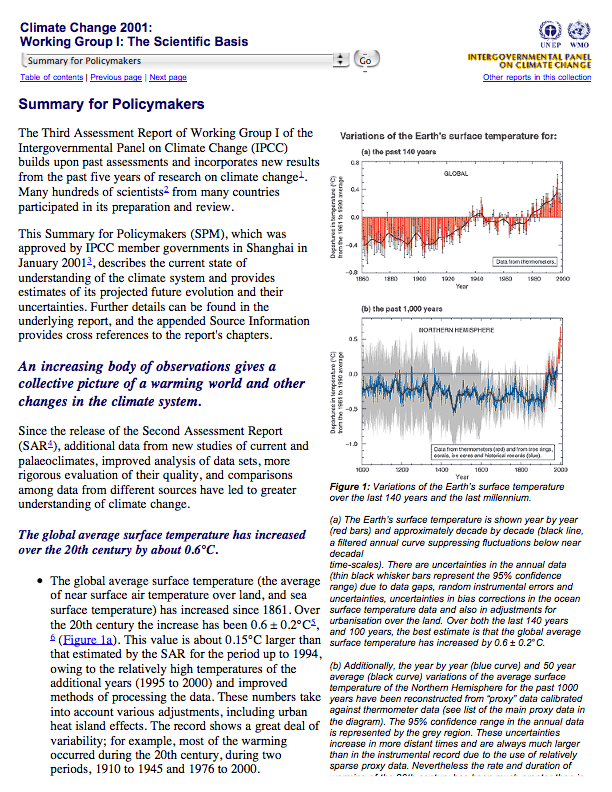 Climate Change 2001:
Working Group I: The Scientific Basis
Summary for Policymakers
Go
UNEP WMO
INTERGOVERNMENTAL PANEL
ON CLIMATE CHANGE
Table of contents | Previous page | Next page
Other reports in this collection
Summary for Policymakers
The Third Assessment Report of Working Group I of the
Intergovernmental Panel on Climate Change (IPCC)
builds upon past assessments and incorporates new results
from the past five years of research on climate change1.
Many hundreds of scientists2 from many countries
participated in its preparation and review.
This Summary for Policymakers (SPM), which was
approved by IPCC member governments in Shanghai in
January 20013, describes the current state of
understanding of the climate system and provides
estimates of its projected future evolution and their
uncertainties. Further details can be found in the
underlying report, and the appended Source Information
provides cross references to the report's chapters.
An increasing body of observations gives a
collective picture of a warming world and other
changes in the climate system.
Since the release of the Second Assessment Report
(SAR4), additional data from new studies of current and
palaeoclimates, improved analysis of data sets, more
rigorous evaluation of their quality, and comparisons
among data from different sources have led to greater
understanding of climate change.
The global average surface temperature has increased
over the 20th century by about 0.6°C.
• The global average surface temperature (the average
of near surface air temperature over land, and sea
surface temperature) has increased since 1861. Over
the 20th century the increase has been 0.6 ± 0.2°C5,
6 (Figure 1a). This value is about 0.15°C larger than
that estimated by the SAR for the period up to 1994,
owing to the relatively high temperatures of the
additional years (1995 to 2000) and improved
methods of processing the data. These numbers take
into account various adjustments, including urban
heat island effects. The record shows a great deal of
variability; for example, most of the warming
occurred during the 20th century, during two
periods, 1910 to 1945 and 1976 to 2000.
Variations of the Earth's surface temperature for:
(a) the past 140 years
GLOBAL
Departures in temperature (°C)
from the 1961 to 1990 average
0.8
0.4
0.0
−0.4
−0.8
Data from thermometers.
1860 1880 1900 1920 1940 1960 1980 2000
Year
(b) the past 1,000 years
NORTHERN HEMISPHERE
Departures in temperature (°C)
from the 1961 to 1990 average
0.5
0.0
−0.5
−1.0
Data from thermometers (red) and from tree rings,
corals, ice cores and historical records (blue).
1000 1200 1400 1600 1800 2000
Year
Figure 1: Variations of the Earth's surface temperature
over the last 140 years and the last millennium.
(a) The Earth's surface temperature is shown year by year
(red bars) and approximately decade by decade (black line,
a filtered annual curve suppressing fluctuations below near
decadal
time-scales). There are uncertainties in the annual data
(thin black whisker bars represent the 95% confidence
range) due to data gaps, random instrumental errors and
uncertainties, uncertainties in bias corrections in the ocean
surface temperature data and also in adjustments for
urbanisation over the land. Over both the last 140 years
and 100 years, the best estimate is that the global average
surface temperature has increased by 0.6 ± 0.2°C.
(b) Additionally, the year by year (blue curve) and 50 year
average (black curve) variations of the average surface
temperature of the Northern Hemisphere for the past 1000
years have been reconstructed from "proxy" data calibrated
against thermometer data (see list of the main proxy data in
the diagram). The 95% confidence range in the annual data
is represented by the grey region. These uncertainties
increase in more distant times and are always much larger
than in the instrumental record due to the use of relatively
sparse proxy data. Nevertheless the rate and duration of